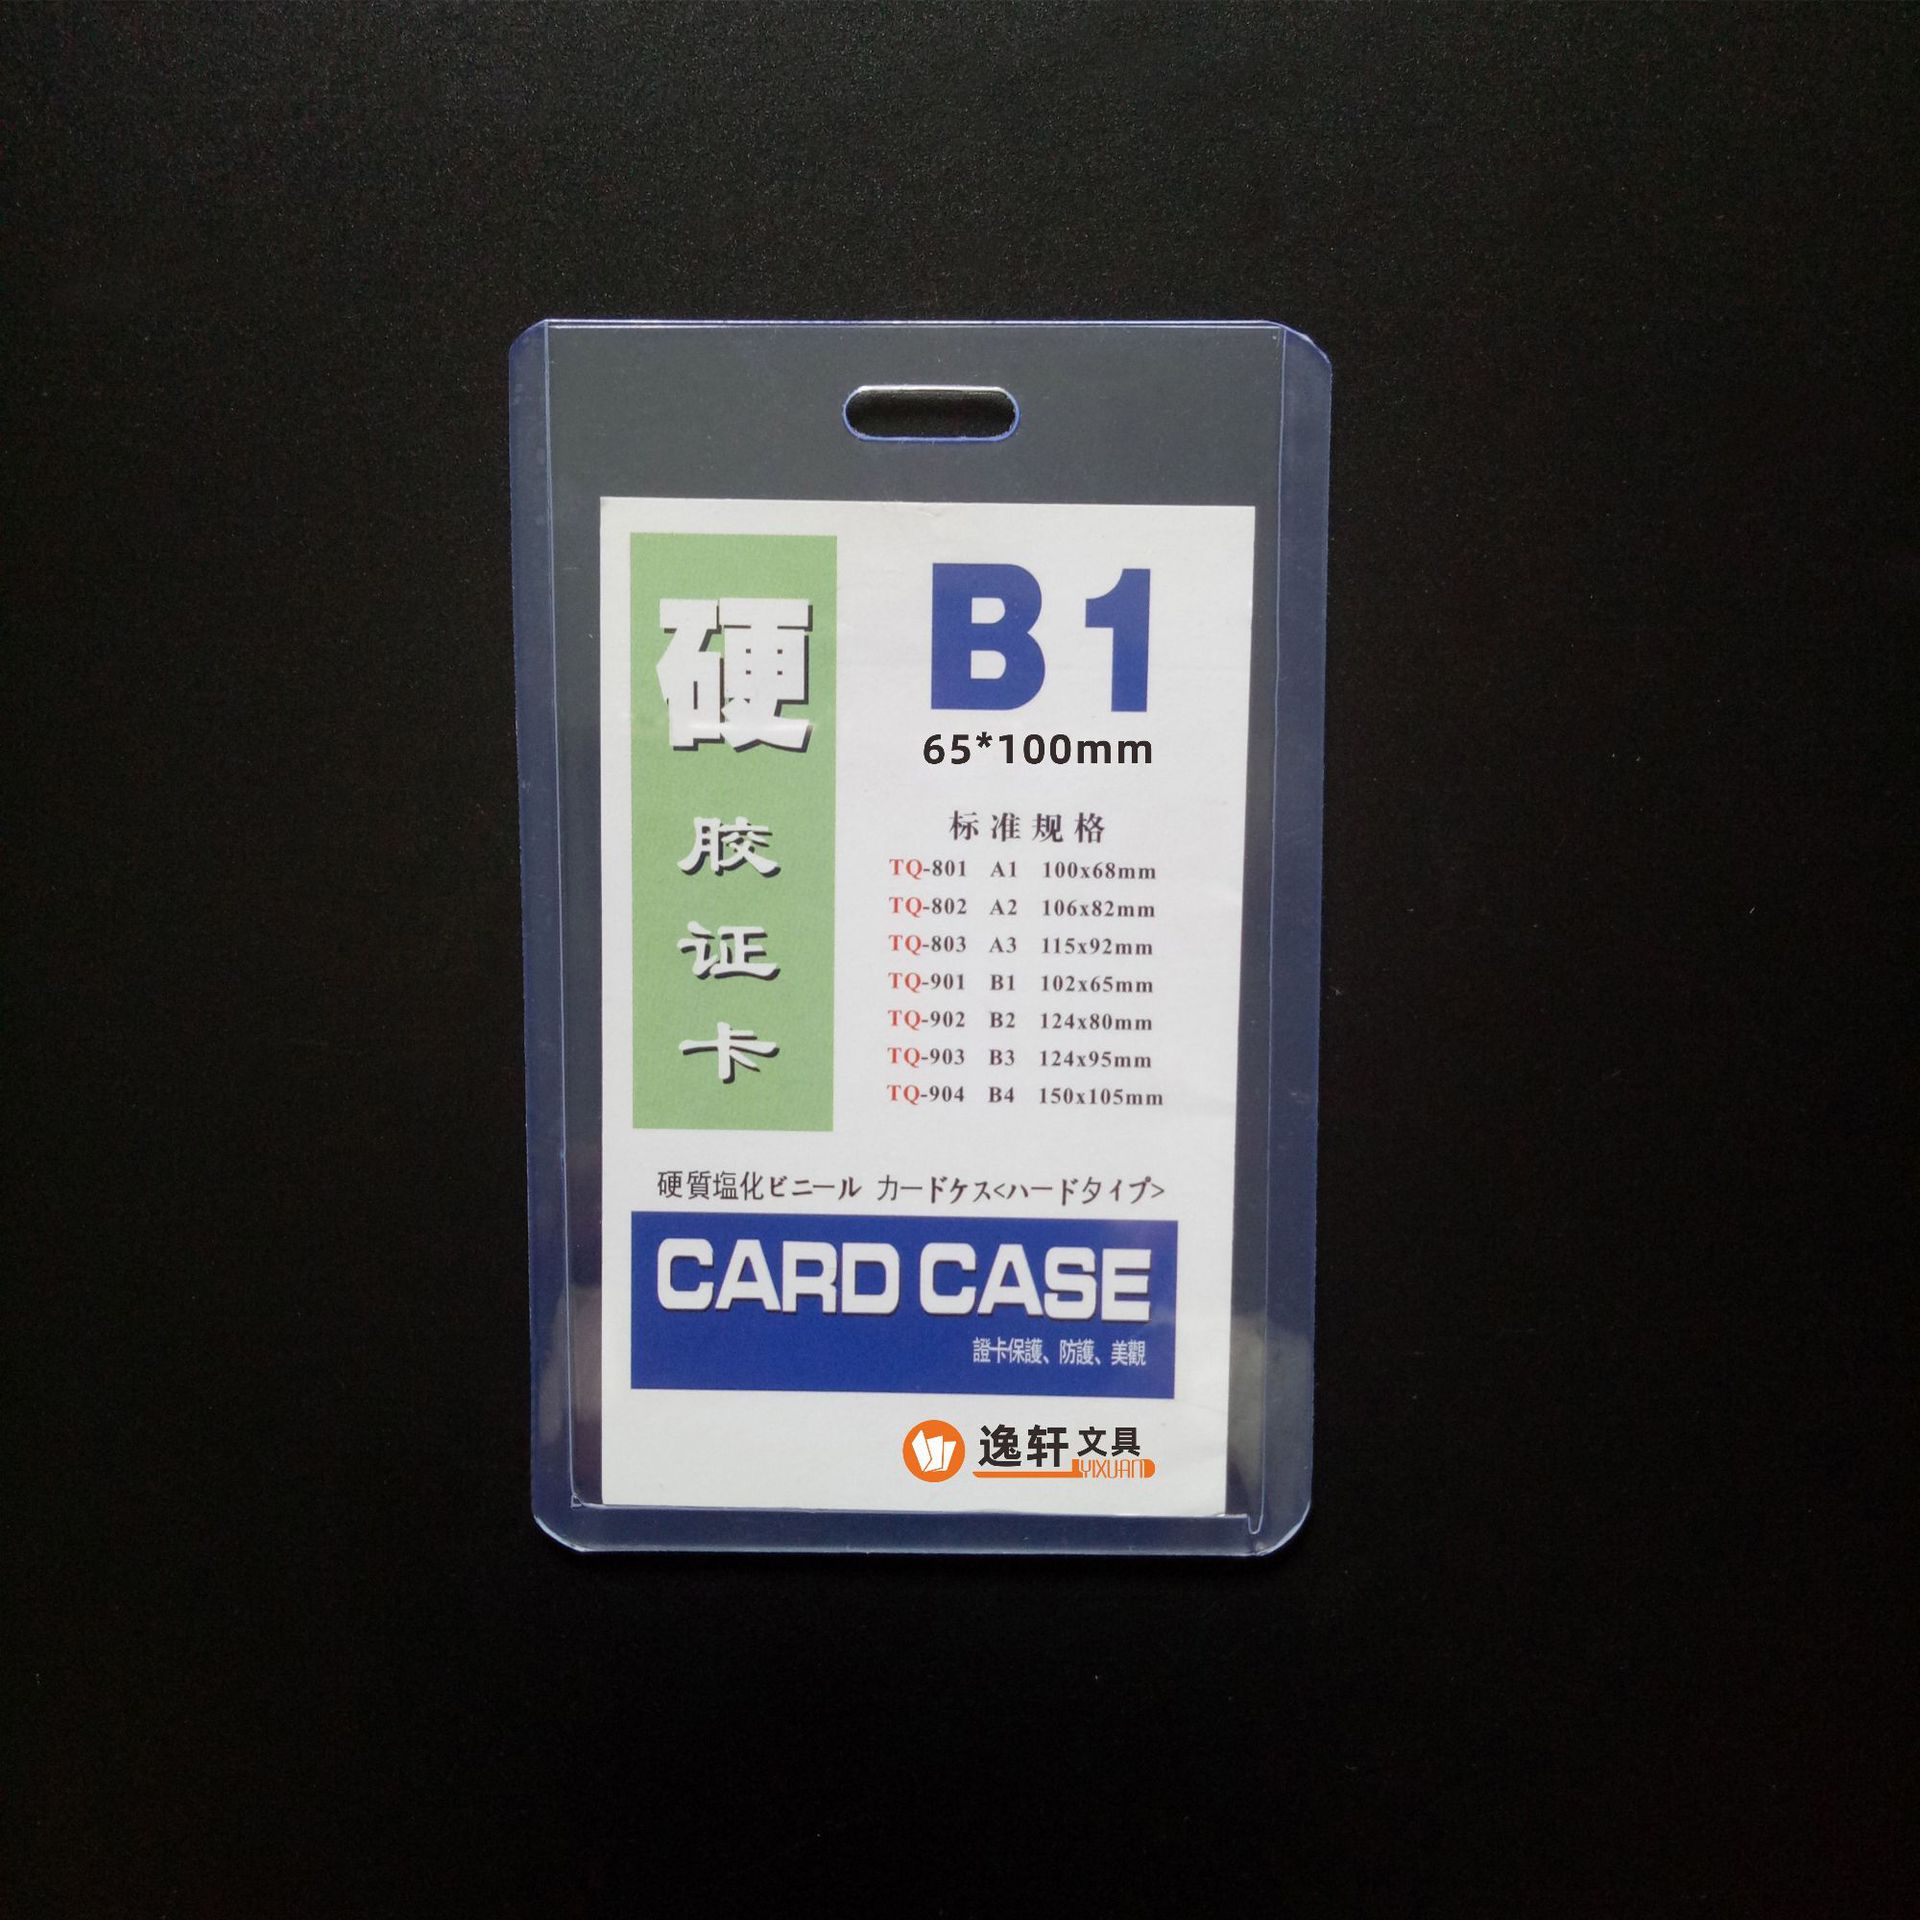 硬
胶
证
卡
B1
65*100mm
标准规格
TQ-801 A1 100x68mm
TQ-802 A2 106x82mm
TQ-803 A3 115x92mm
TQ-901 B1 102x65mm
TQ-902 B2 124x80mm
TQ-903 B3 124x95mm
TQ-904 B4 150x105mm
硬質塩化ビニール カードケス<ハードタイプ>
CARD CASE
證卡保護、防護、美觀
逸轩文具
YIXUAN